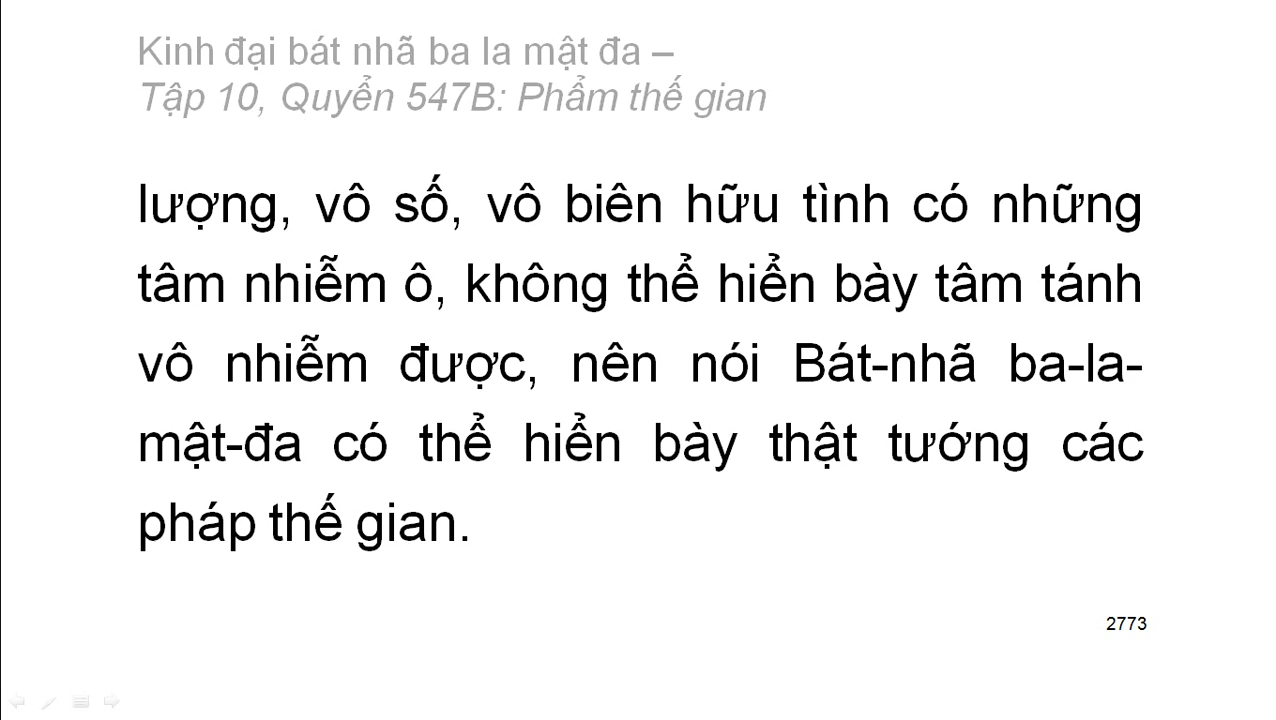 Kinh đại bát nhã ba la mật đa –
Tập 10, Quyển 547B: Phẩm thế gian
lượng, vô số, vô biên hữu tình có những
tâm nhiễm ô, không thể hiển bày tâm tánh
vô nhiễm được, nên nói Bát-nhã ba-la-
mật-đa có thể hiển bày thật tướng các
pháp thế gian.
2773